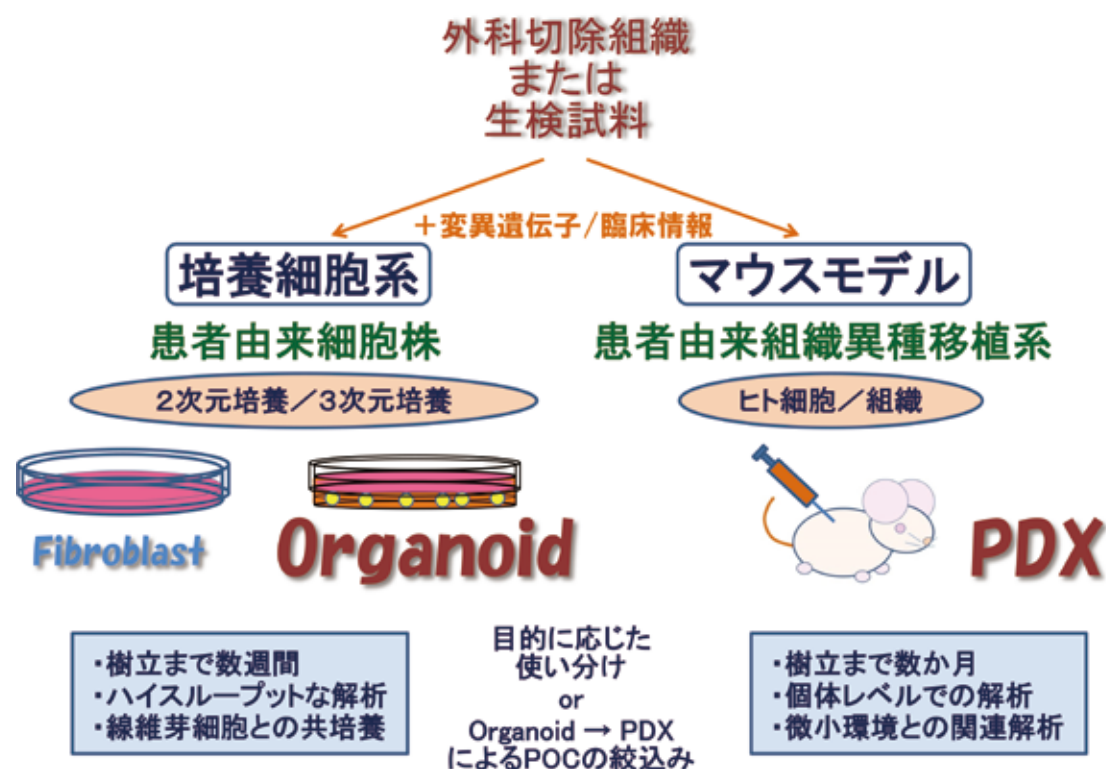 外科切除組織
または
生検試料
＋変異遺伝子/臨床情報
培養細胞系
患者由来細胞株
2次元培養／3次元培養
Fibroblast
Organoid
・樹立まで数週間
・ハイスループットな解析
・線維芽細胞との共培養
目的に応じた
使い分け
or
Organoid → PDX
によるPOCの絞込み
マウスモデル
患者由来組織異種移植系
ヒト細胞／組織
PDX
・樹立まで数か月
・個体レベルでの解析
・微小環境との関連解析